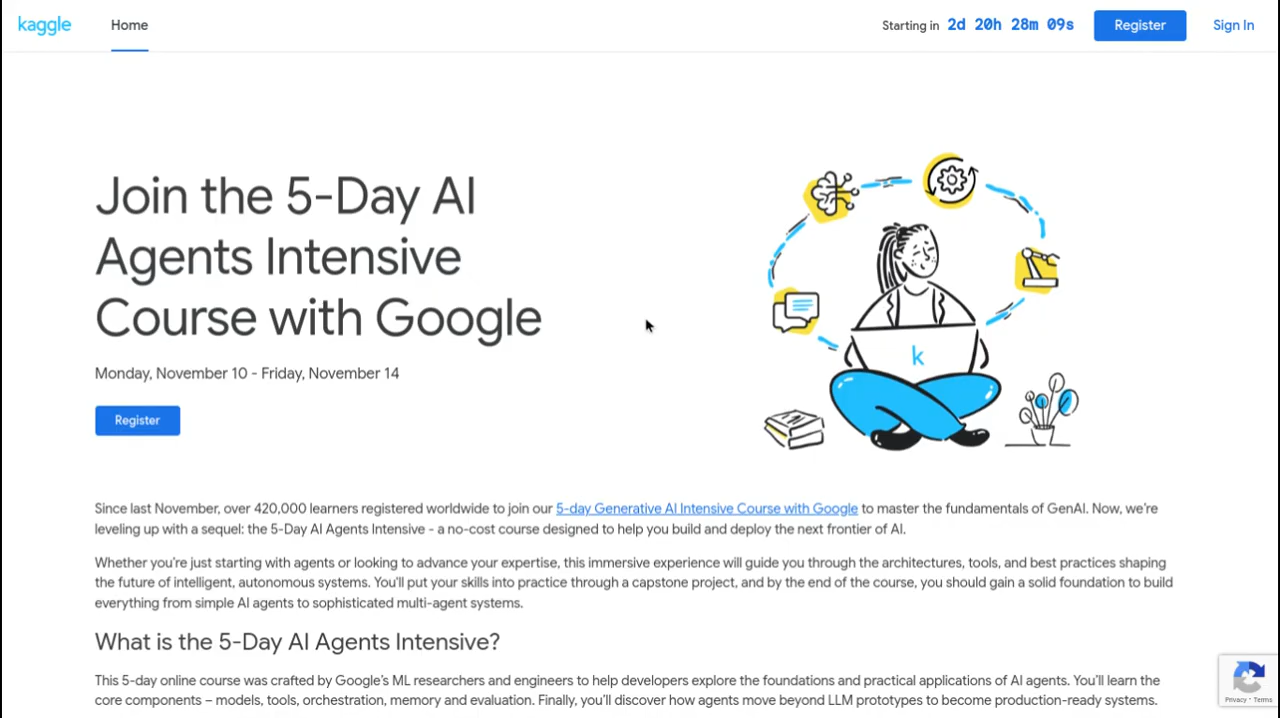 kaggle
Home
Starting in 2d 20h 28m 09s
Register
Sign In
Join the 5-Day AI
Agents Intensive
Course with Google
Monday, November 10 - Friday, November 14
Register
k
Since last November, over 420,000 learners registered worldwide to join our 5-day Generative AI Intensive Course with Google to master the fundamentals of GenAI. Now, we're
leveling up with a sequel: the 5-Day AI Agents Intensive - a no-cost course designed to help you build and deploy the next frontier of AI.
Whether you're just starting with agents or looking to advance your expertise, this immersive experience will guide you through the architectures, tools, and best practices shaping
the future of intelligent, autonomous systems. You'll put your skills into practice through a capstone project, and by the end of the course, you should gain a solid foundation to build
everything from simple AI agents to sophisticated multi-agent systems.
What is the 5-Day AI Agents Intensive?
This 5-day online course was crafted by Google's ML researchers and engineers to help developers explore the foundations and practical applications of AI agents. You'll learn the
core components – models, tools, orchestration, memory and evaluation. Finally, you'll discover how agents move beyond LLM prototypes to become production-ready systems.
Privacy - Terms